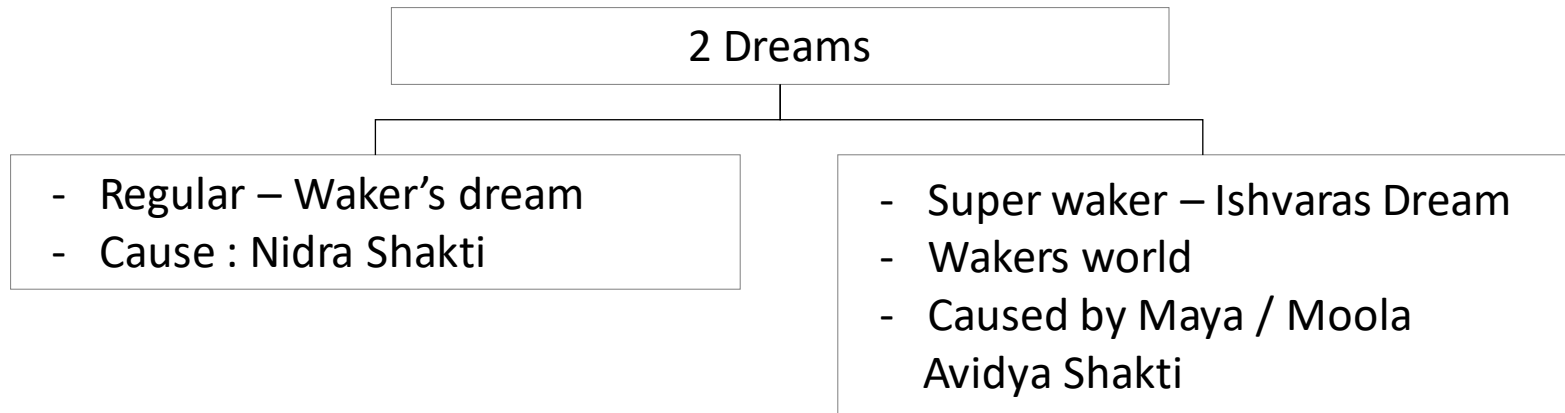 2 Dreams
- Regular – Waker’s dream
- Cause : Nidra Shakti
- Super waker – Ishvaras Dream
- Wakers world
- Caused by Maya / Moola
Avidya Shakti